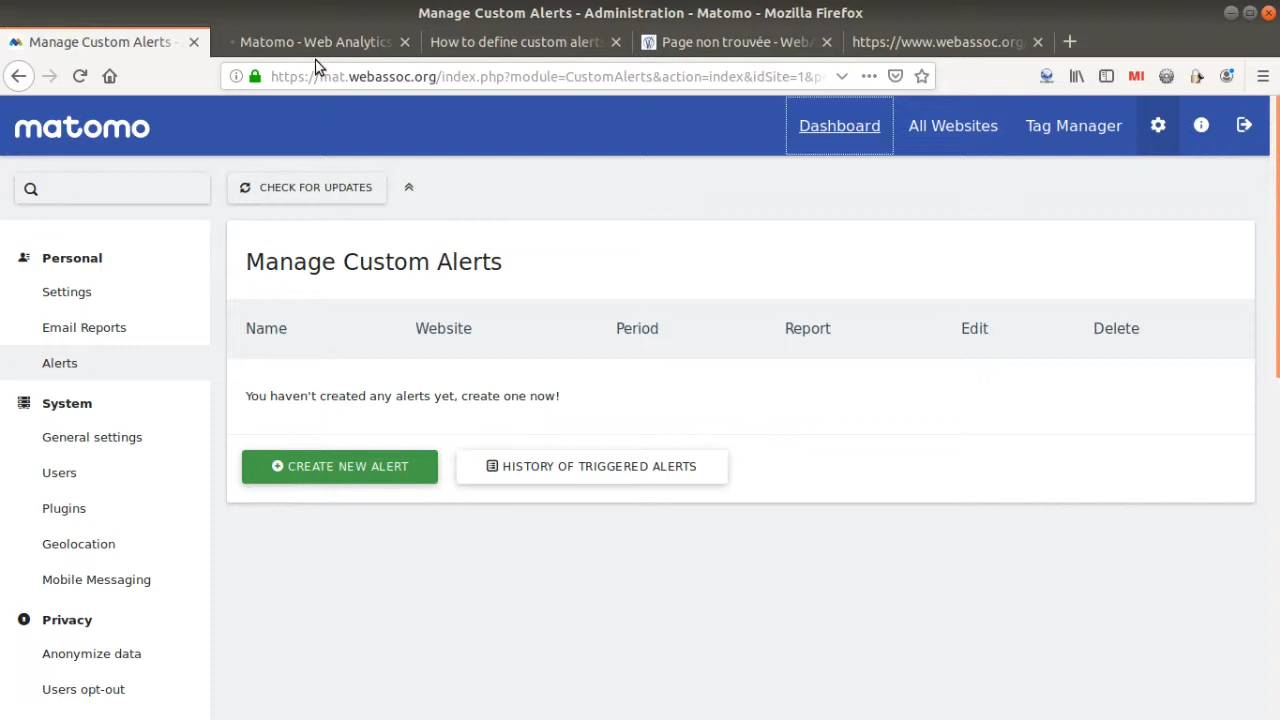 Manage Custom Alerts - Administration - Matomo - Mozilla Firefox
Manage Custom Alerts -
Matomo - Web Analytics
How to define custom alert
Page non trouvée - Web
https://www.webassoc.org
https://mat.webassoc.org/index.php?module=CustomAlerts&action=index&idSite=1&p
MI
matomo
Dashboard
All Websites
Tag Manager
CHECK FOR UPDATES
Personal
Settings
Email Reports
Alerts
System
General settings
Users
Plugins
Geolocation
Mobile Messaging
Privacy
Anonymize data
Users opt-out
Manage Custom Alerts
Name Website Period Report Edit Delete
You haven't created any alerts yet, create one now!
CREATE NEW ALERT
HISTORY OF TRIGGERED ALERTS